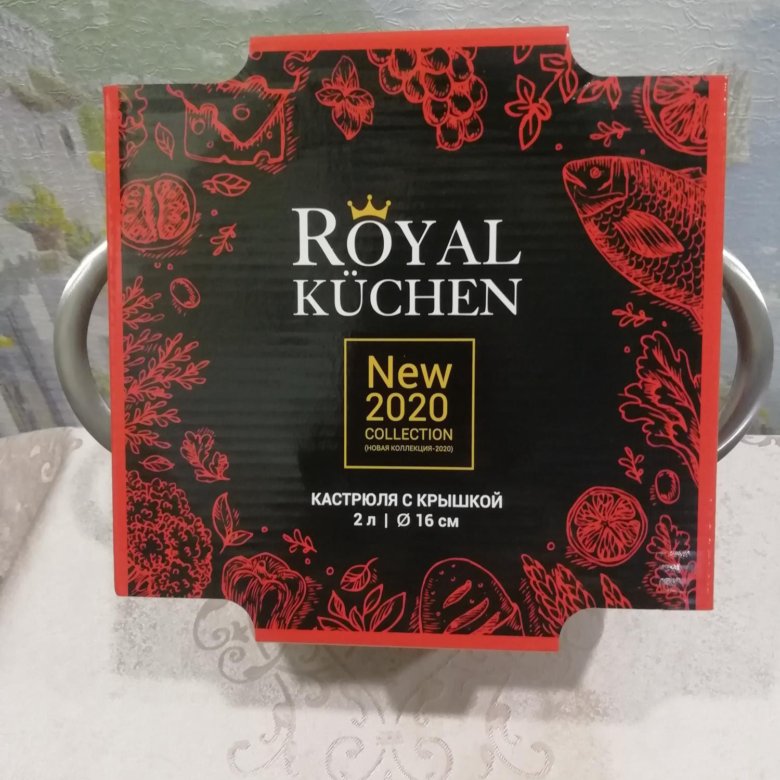 ROYAL
KÜCHEN
New
2020
COLLECTION
(НОВАЯ КОЛЛЕКЦИЯ-2020)
КАСТРЮЛЯ С КРЫШКОЙ
2 л | Ø 16 см